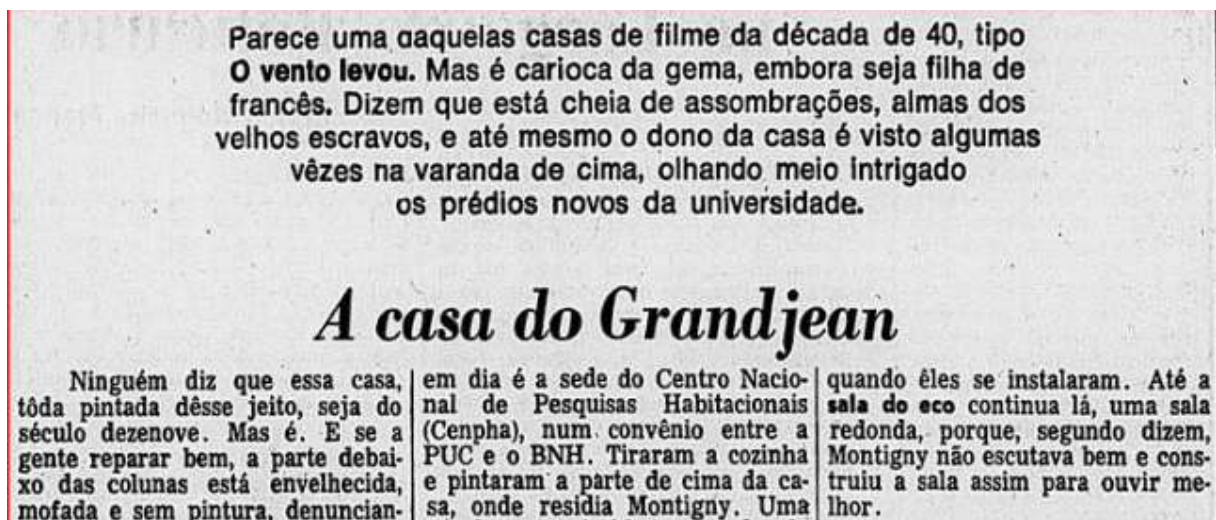 Parece uma daquelas casas de filme da década de 40, tipo
O vento levou. Mas é carioca da gema, embora seja filha de
francês. Dizem que está cheia de assombrações, almas dos
velhos escravos, e até mesmo o dono da casa é visto algumas
vêzes na varanda de cima, olhando meio intrigado
os prédios novos da universidade.
A casa do Grandjean
Ninguém diz que essa casa,
tôda pintada dêsse jeito, seja do
século dezenove. Mas é. E se a
gente reparar bem, a parte debai-
xo das colunas está envelhecida,
mofada e sem pintura, denuncian-
em dia é a sede do Centro Nacio-
nal de Pesquisas Habitacionais
(Cenpha), num convênio entre a
PUC e o BNH. Tiraram a cozinha
e pintaram a parte de cima da ca-
sa, onde residia Montigny. Uma
quando êles se instalaram. Até a
sala do eco continua lá, uma sala
redonda, porque, segundo dizem,
Montigny não escutava bem e cons-
truiu a sala assim para ouvir me-
lhor.